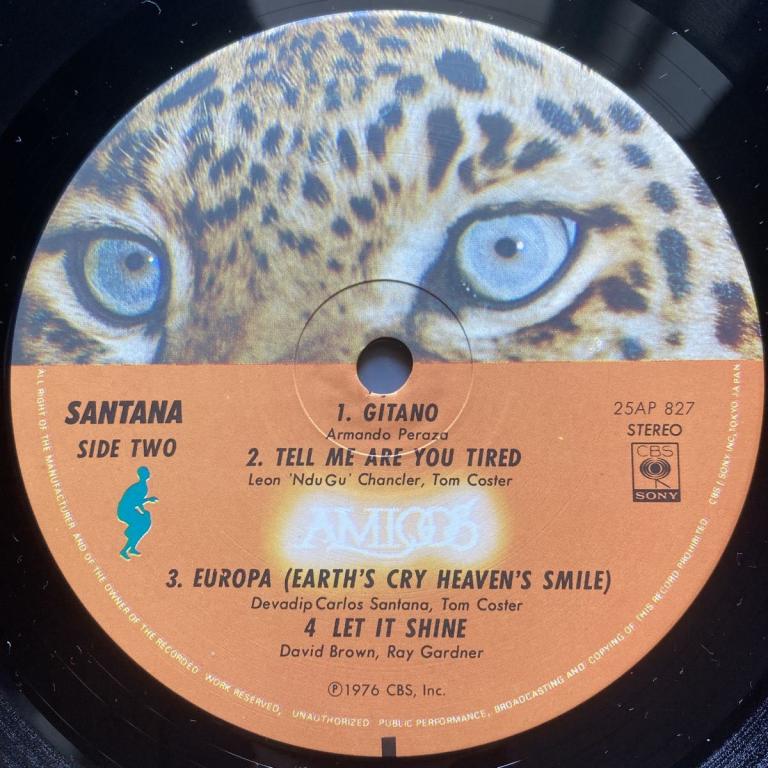 SANTANA
SIDE TWO
1. GITANO
Armando Peraza
2. TELL ME ARE YOU TIRED
Leon 'NduGu' Chancler, Tom Coster
25AP 827
STEREO
CBS
SONY
AMIGOS
3. EUROPA (EARTH'S CRY HEAVEN'S SMILE)
Devadip Carlos Santana, Tom Coster
4 LET IT SHINE
David Brown, Ray Gardner
℗1976 CBS, Inc.
ALL RIGHT OF THE MANUFACTURER AND OF THE OWNER OF THE RECORDED WORK RESERVED, UNAUTHORIZED PUBLIC PERFORMANCE, BROADCASTING AND COPYING OF THIS RECORD PROHIBITED. CBS / SONY INC, TOKYO JAPAN